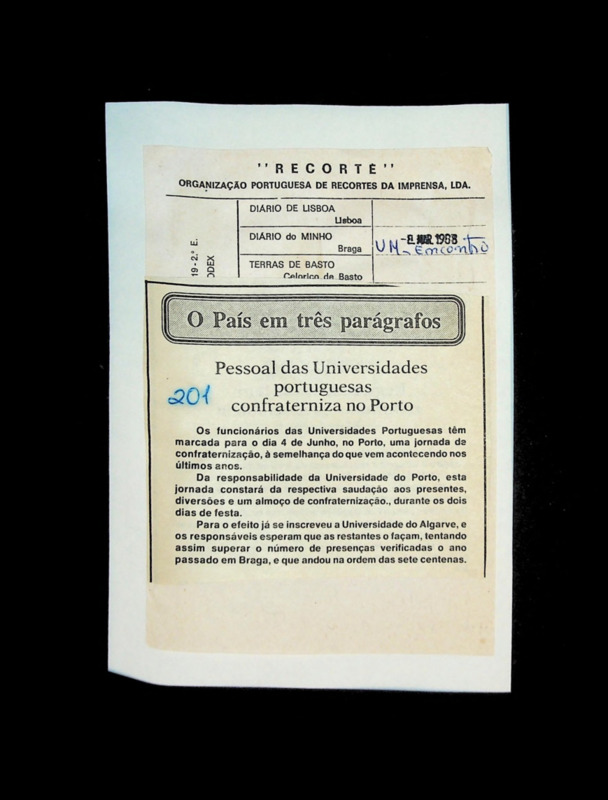 "RECORTE"
ORGANIZAÇÃO PORTUGUESA DE RECORTES DA IMPRENSA, LDA.
19 - 2.° E.
ODEX
DIÁRIO DE LISBOA
Lisboa
DIÁRIO do MINHO
Braga
TERRAS DE BASTO
Celorico de Basto
MAR. 1988
UM - Encontro
O País em três parágrafos
Pessoal das Universidades
portuguesas
confraterniza no Porto
201
Os funcionários das Universidades Portuguesas têm
marcada para o dia 4 de Junho, no Porto, uma jornada de
confraternização, à semelhança do que vem acontecendo nos
últimos anos.
Da responsabilidade da Universidade do Porto, esta
jornada constará da respectiva saudação aos presentes,
diversões e um almoço de confraternização., durante os dois
dias de festa.
Para o efeito já se inscreveu a Universidade do Algarve, e
os responsáveis esperam que as restantes o façam, tentando
assim superar o número de presenças verificadas o ano
passado em Braga, e que andou na ordem das sete centenas.